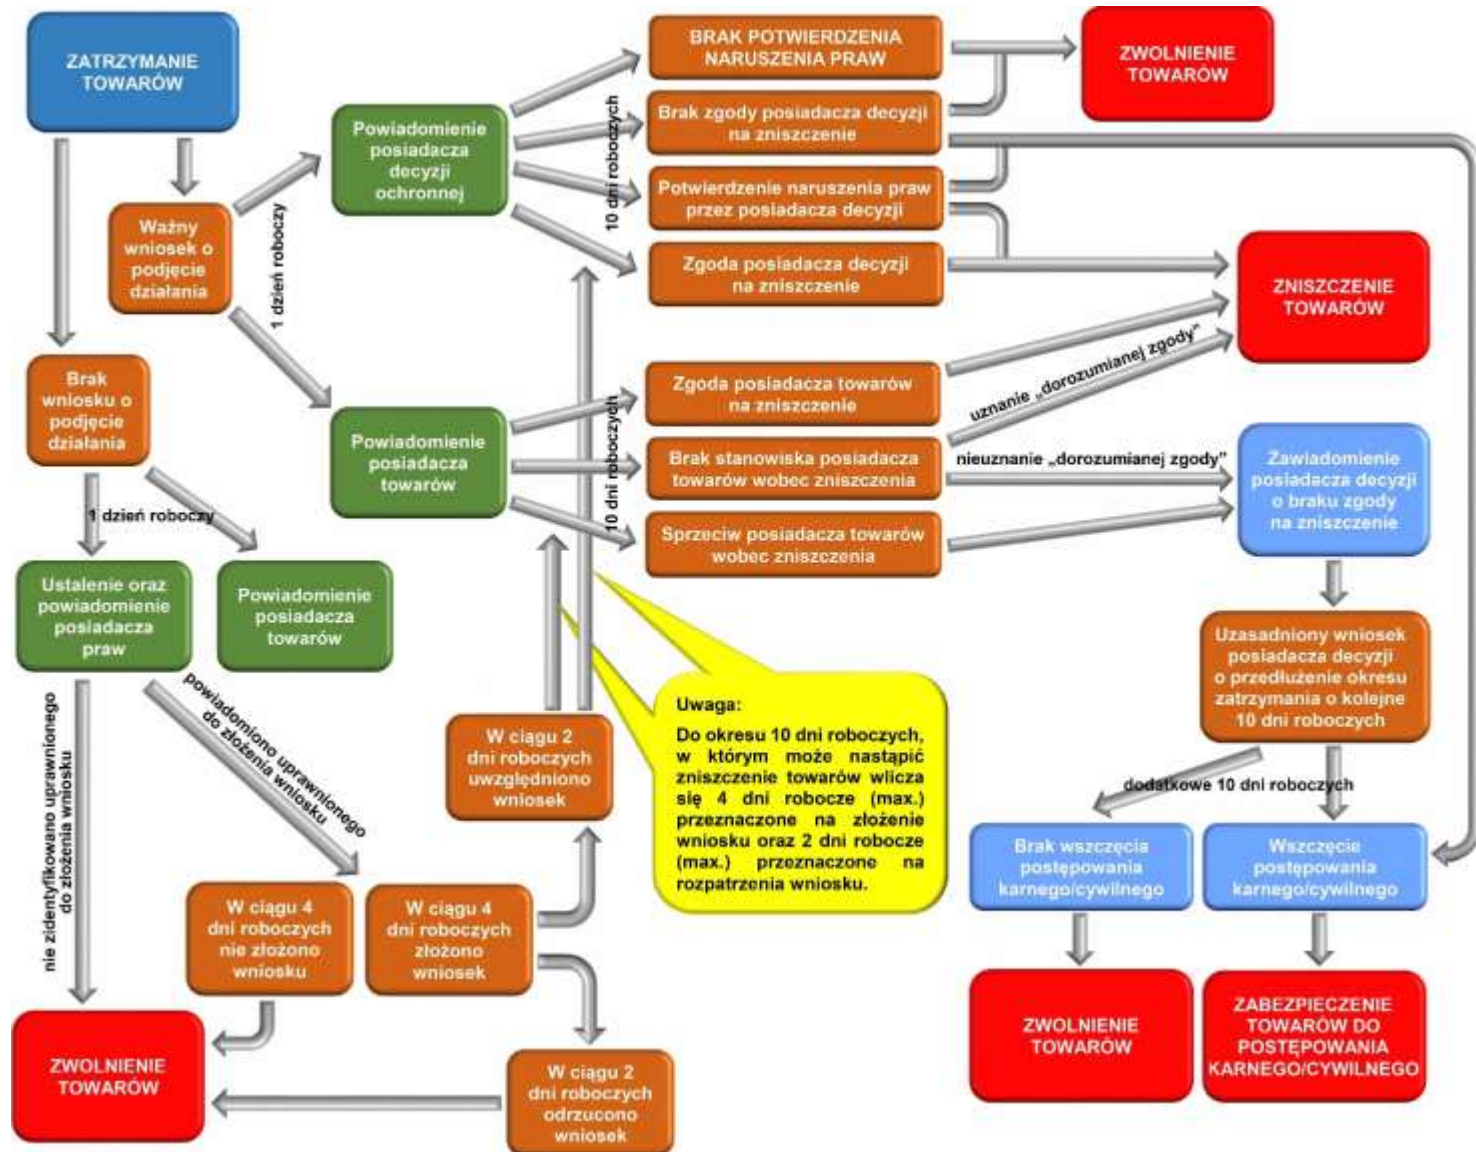 ZATRZYMANIE
TOWARÓW
BRAK POTWIERDZENIA
NARUSZENIA PRAW
ZWOLNIENIE
TOWARÓW
Powiadomienie
posiadacza
decyzji
ochronnej
10 dni roboczych
Brak zgody posiadacza decyzji
na zniszczenie
Potwierdzenie naruszenia praw
przez posiadacza decyzji
Zgoda posiadacza decyzji
na zniszczenie
Ważny
wniosek o
podjęcie
działania
1 dzień roboczy
ZNISZCZENIE
TOWARÓW
Brak
wniosku o
podjęcie
działania
Powiadomienie
posiadacza
towarów
10 dni roboczych
Zgoda posiadacza towarów
na zniszczenie
Brak stanowiska posiadacza
towarów wobec zniszczenia
Sprzeciw posiadacza towarów
wobec zniszczenia
uznanie „dorozumianej zgody”
nieuznanie „dorozumianej zgody”
Zawiadomienie
posiadacza decyzji
o braku zgody
na zniszczenie
1 dzień roboczy
Ustalenie oraz
powiadomienie
posiadacza
praw
Powiadomienie
posiadacza
towarów
Uzasadniony wniosek
posiadacza decyzji
o przedłużenie okresu
zatrzymania o kolejne
10 dni roboczych
nie zidentyfikowano uprawnionego
do złożenia wniosku
powiadomiono uprawnionego
do złożenia wniosku
W ciągu 2
dni roboczych
uwzględniono
wniosek
Uwaga:
Do okresu 10 dni roboczych,
w którym może nastąpić
zniszczenie towarów wlicza
się 4 dni robocze (max.)
przeznaczone na złożenie
wniosku oraz 2 dni robocze
(max.) przeznaczone na
rozpatrzenia wniosku.
dodatkowe 10 dni roboczych
Brak wszczęcia
postępowania
karnego/cywilnego
Wszczęcie
postępowania
karnego/cywilnego
W ciągu 4
dni roboczych
nie złożono
wniosku
W ciągu 4
dni roboczych
złożono
wniosek
ZWOLNIENIE
TOWARÓW
W ciągu 2
dni roboczych
odrzucono
wniosek
ZWOLNIENIE
TOWARÓW
ZABEZPIECZENIE
TOWARÓW DO
POSTĘPOWANIA
KARNEGO/CYWILNEGO